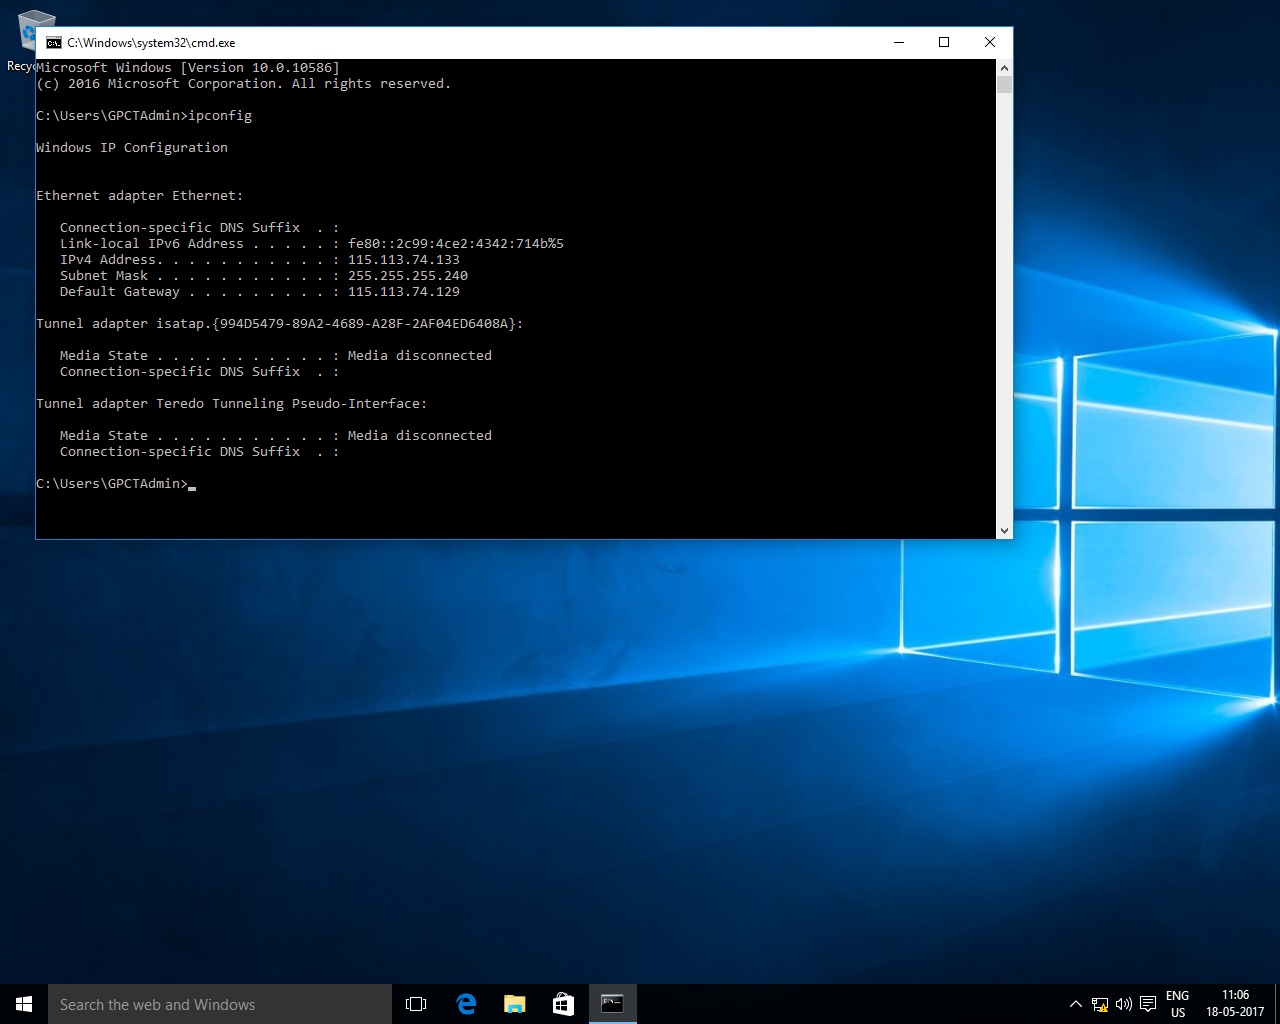 C:\Windows\system32\cmd.exe
Microsoft Windows [Version 10.0.10586]
(c) 2016 Microsoft Corporation. All rights reserved.
C:\Users\GPCTAdmin>ipconfig
Windows IP Configuration
Ethernet adapter Ethernet:
Connection-specific DNS Suffix  . :
Link-local IPv6 Address . . . . . : fe80::2c99:4ce2:4342:714b%5
IPv4 Address. . . . . . . . . . . : 115.113.74.133
Subnet Mask . . . . . . . . . . . : 255.255.255.240
Default Gateway . . . . . . . . . : 115.113.74.129
Tunnel adapter isatap.{994D5479-89A2-4689-A28F-2AF04ED6408A}:
Media State . . . . . . . . . . . : Media disconnected
Connection-specific DNS Suffix  . :
Tunnel adapter Teredo Tunneling Pseudo-Interface:
Media State . . . . . . . . . . . : Media disconnected
Connection-specific DNS Suffix  . :
C:\Users\GPCTAdmin>
Search the web and Windows
ENG
US
11:06
18-05-2017